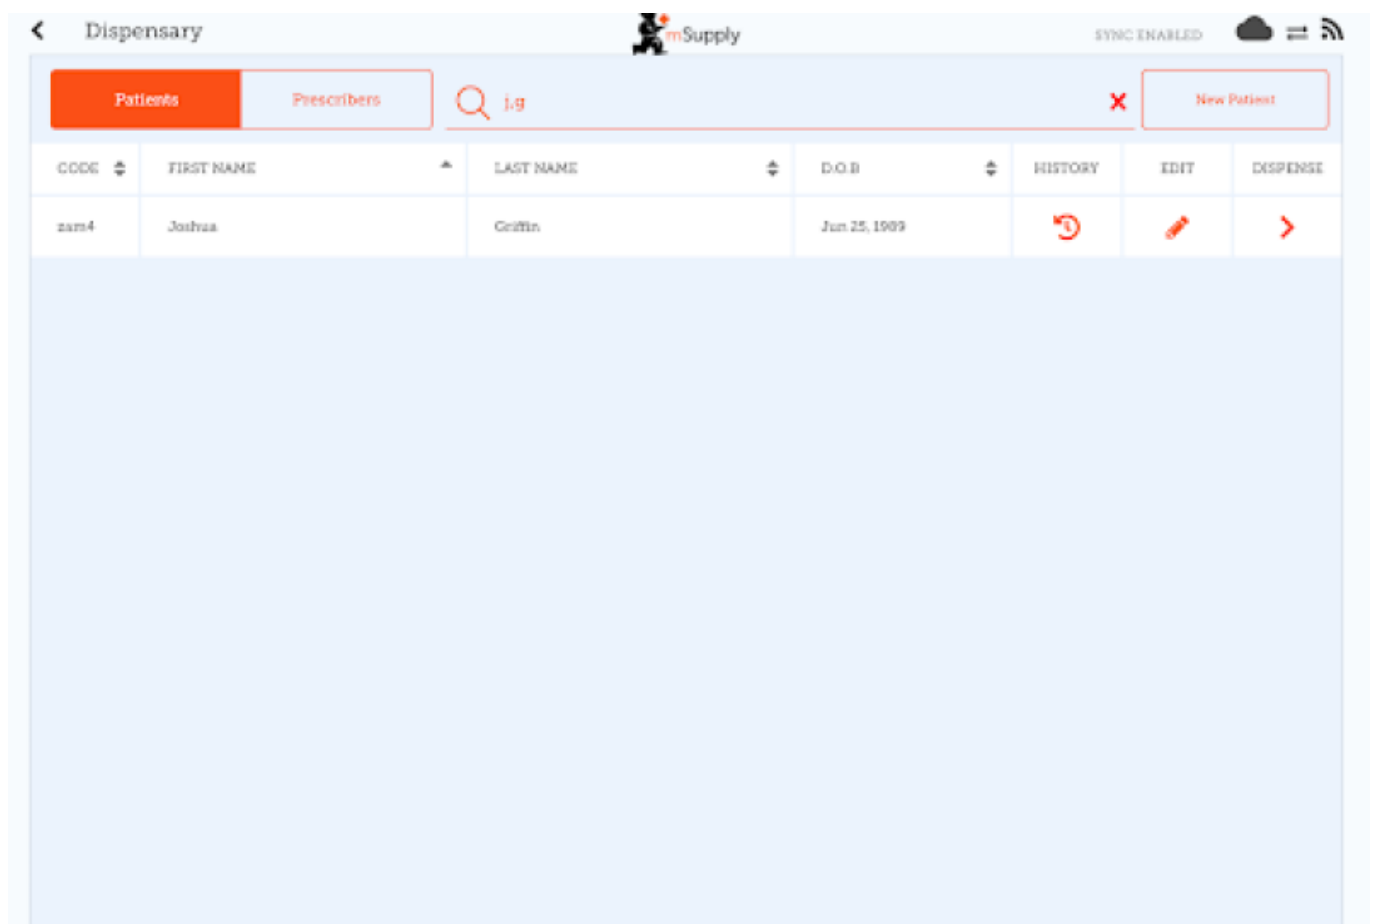 Dispensary
mSupply
SYNC ENABLED
Patients
Prescribers
j.g
New Patient
CODE FIRST NAME LAST NAME D.O.B HISTORY EDIT DISPENSE
zam4 Joshua Griffin Jun 25, 1989